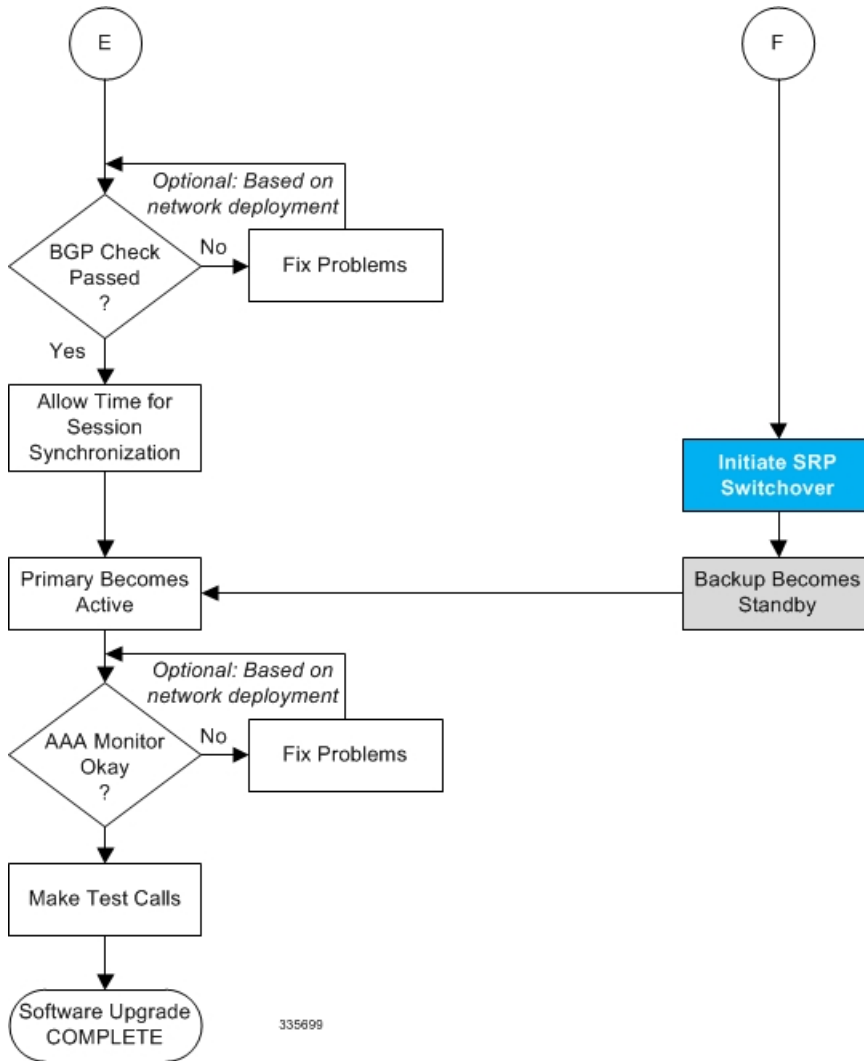 E
F
Optional: Based on
network deployment
BGP Check
Passed
?
No
Fix Problems
Yes
Allow Time for
Session
Synchronization
Initiate SRP
Switchover
Primary Becomes
Active
Backup Becomes
Standby
Optional: Based on
network deployment
AAA Monitor
Okay
?
No
Fix Problems
Make Test Calls
Software Upgrade
COMPLETE
335699